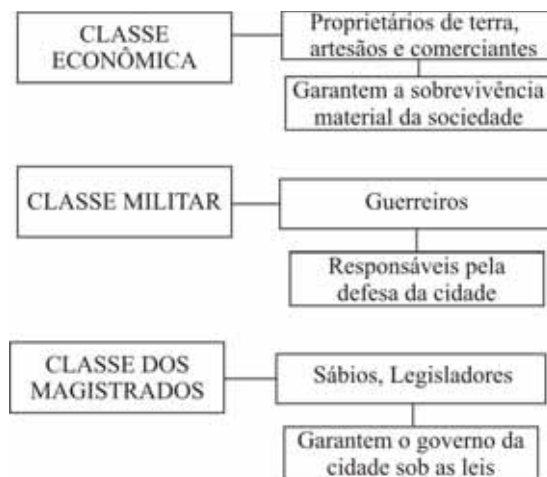 CLASSE
ECONÔMICA
Proprietários de terra,
artesãos e comerciantes
Garantem a sobrevivência
material da sociedade
CLASSE MILITAR
Guerreiros
Responsáveis pela
defesa da cidade
CLASSE DOS
MAGISTRADOS
Sábios, Legisladores
Garantem o governo da
cidade sob as leis